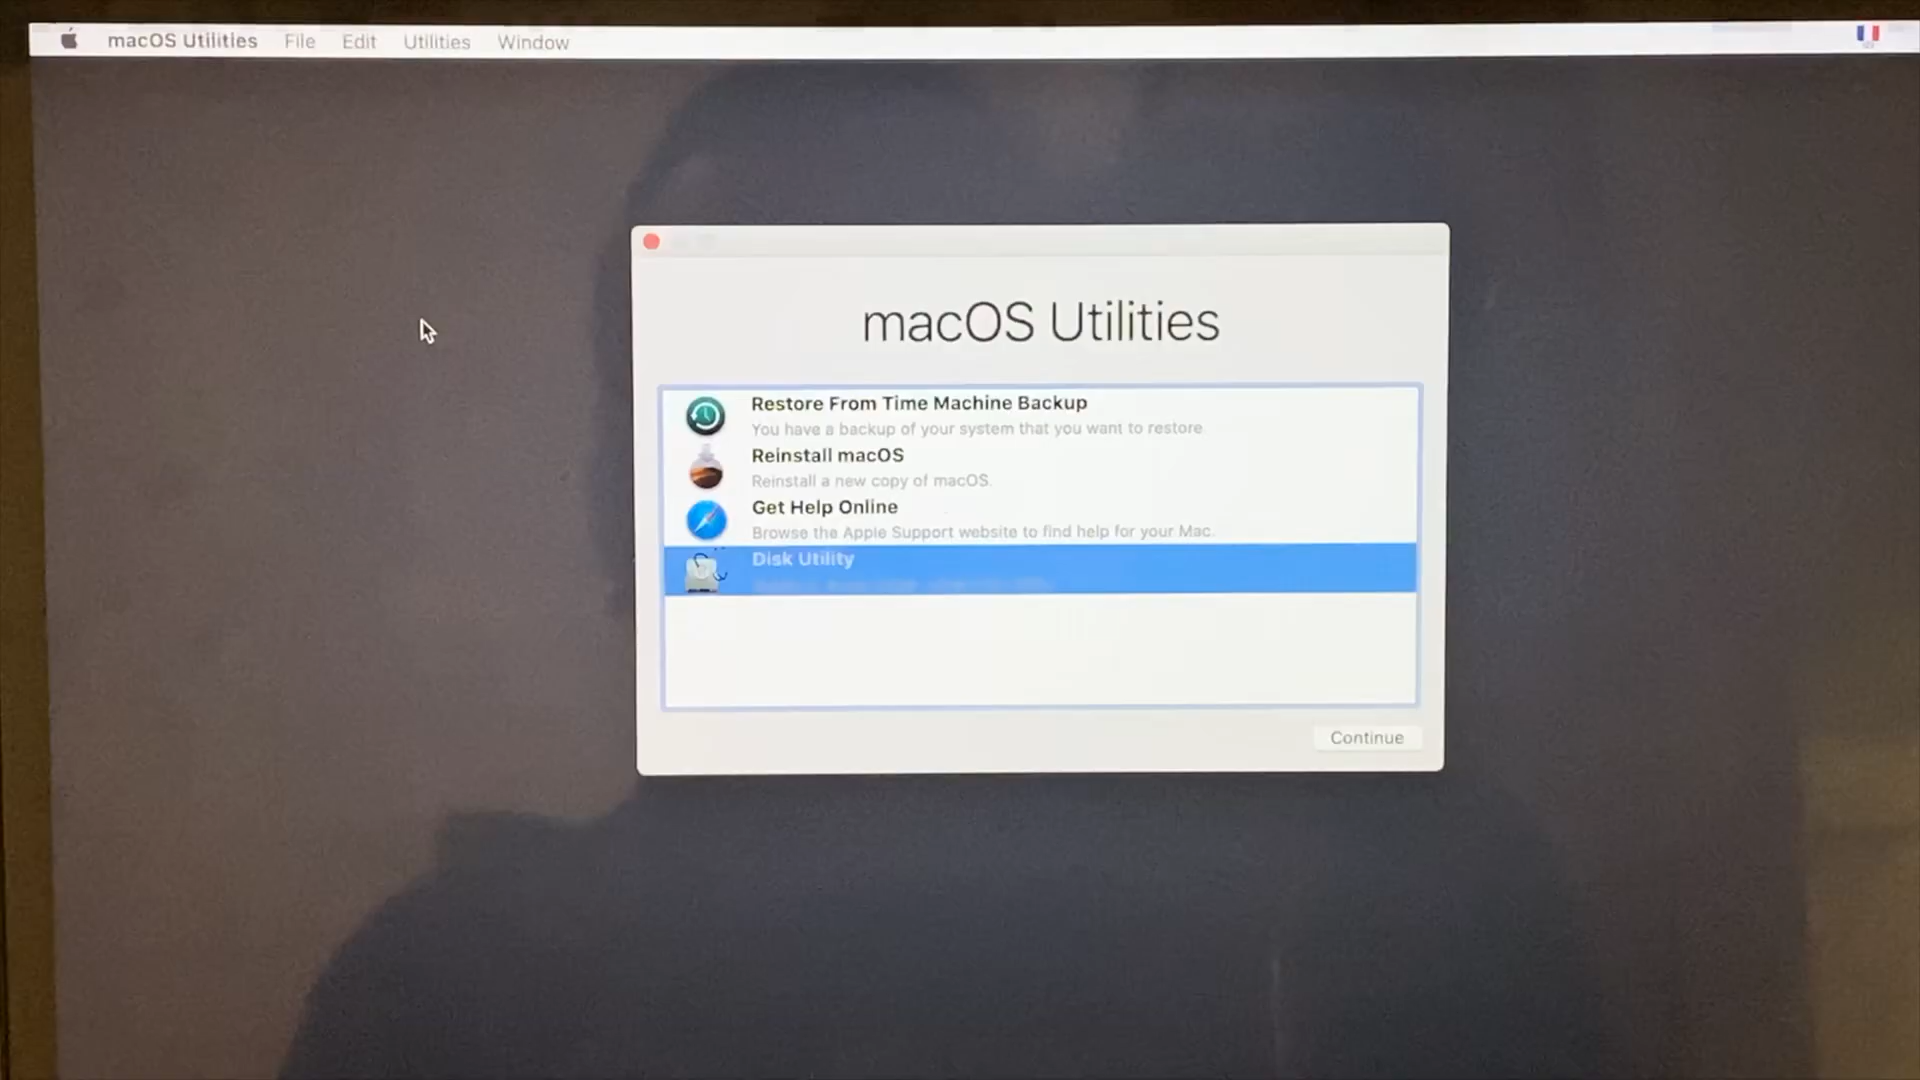 macOS Utilities File Edit Utilities Window
macOS Utilities
Restore From Time Machine Backup
You have a backup of your system that you want to restore.
Reinstall macOS
Reinstall a new copy of macOS.
Get Help Online
Browse the Apple Support website to find help for your Mac.
Disk Utility
Continue